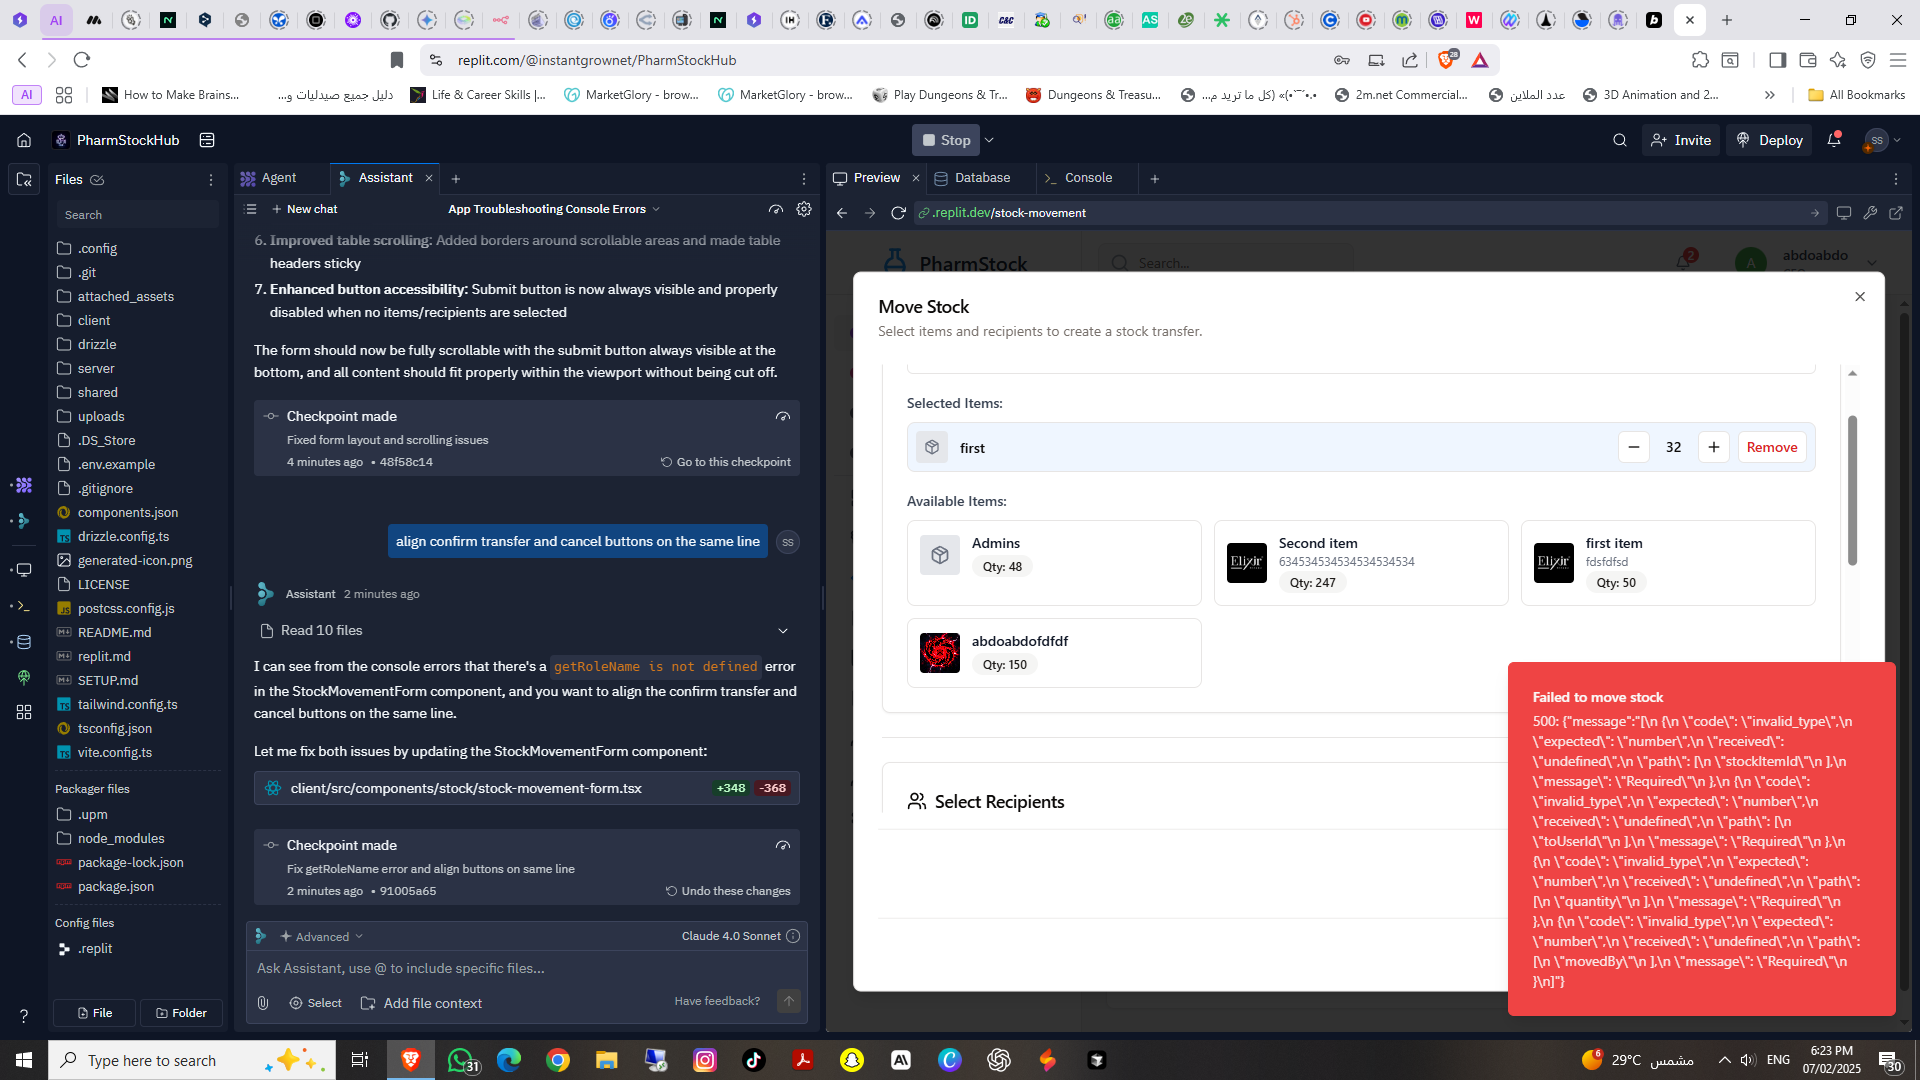 replit.com/@instantgrownet/PharmStockHub
AI
How to Make Brains...
دليل جميع صيدليات و...
Life & Career Skills |...
MarketGlory - brow...
MarketGlory - brow...
Play Dungeons & Tr...
Dungeons & Treasu...
2m.net Commercial...
عدد الملاين
3D Animation and 2...
All Bookmarks
PharmStockHub
Stop
Invite
Deploy
SS
Files
Search
.config
.git
attached_assets
client
drizzle
server
shared
uploads
.DS_Store
.env.example
.gitignore
components.json
drizzle.config.ts
generated-icon.png
LICENSE
postcss.config.js
README.md
replit.md
SETUP.md
tailwind.config.ts
tsconfig.json
vite.config.ts
Packager files
.upm
node_modules
package-lock.json
package.json
Config files
.replit
File
Folder
Agent
Assistant
New chat
App Troubleshooting Console Errors
6. Improved table scrolling: Added borders around scrollable areas and made table
headers sticky
7. Enhanced button accessibility: Submit button is now always visible and properly
disabled when no items/recipients are selected
The form should now be fully scrollable with the submit button always visible at the
bottom, and all content should fit properly within the viewport without being cut off.
Checkpoint made
Fixed form layout and scrolling issues
4 minutes ago • 48f58c14
Go to this checkpoint
align confirm transfer and cancel buttons on the same line
SS
Assistant 2 minutes ago
Read 10 files
I can see from the console errors that there's a getRoleName is not defined error
in the StockMovementForm component, and you want to align the confirm transfer and
cancel buttons on the same line.
Let me fix both issues by updating the StockMovementForm component:
client/src/components/stock/stock-movement-form.tsx +348 -368
Checkpoint made
Fix getRoleName error and align buttons on same line
2 minutes ago • 91005a65
Undo these changes
Advanced
Claude 4.0 Sonnet
Ask Assistant, use @ to include specific files...
Select
Add file context
Have feedback?
Preview
Database
Console
.replit.dev/stock-movement
PharmStock
Search...
2
A
abdoabdo
Move Stock
Select items and recipients to create a stock transfer.
Selected Items:
first
32
Remove
Available Items:
Admins
Qty: 48
Elixir
Second item
634534534534534534534
Qty: 247
Elixir
first item
fdsfdfsd
Qty: 50
abdoabdofdfdf
Qty: 150
Select Recipients
Failed to move stock
500: {"message":"[\n {\n \"code\": \"invalid_type\",\n
\"expected\": \"number\",\n \"received\":
\"undefined\",\n \"path\": [\n \"stockItemId\"\n ],\n
\"message\": \"Required\"\n },\n {\n \"code\":
\"invalid_type\",\n \"expected\": \"number\",\n
\"received\": \"undefined\",\n \"path\": [\n
\"toUserId\"\n ],\n \"message\": \"Required\"\n },\n
{\n \"code\": \"invalid_type\",\n \"expected\":
\"number\",\n \"received\": \"undefined\",\n \"path\":
[\n \"quantity\"\n ],\n \"message\": \"Required\"\n
},\n {\n \"code\": \"invalid_type\",\n \"expected\":
\"number\",\n \"received\": \"undefined\",\n \"path\":
[\n \"movedBy\"\n ],\n \"message\": \"Required\"\n
}\n]"}
Type here to search
31
29°C مشمس
ENG
6:23 PM
07/02/2025
30